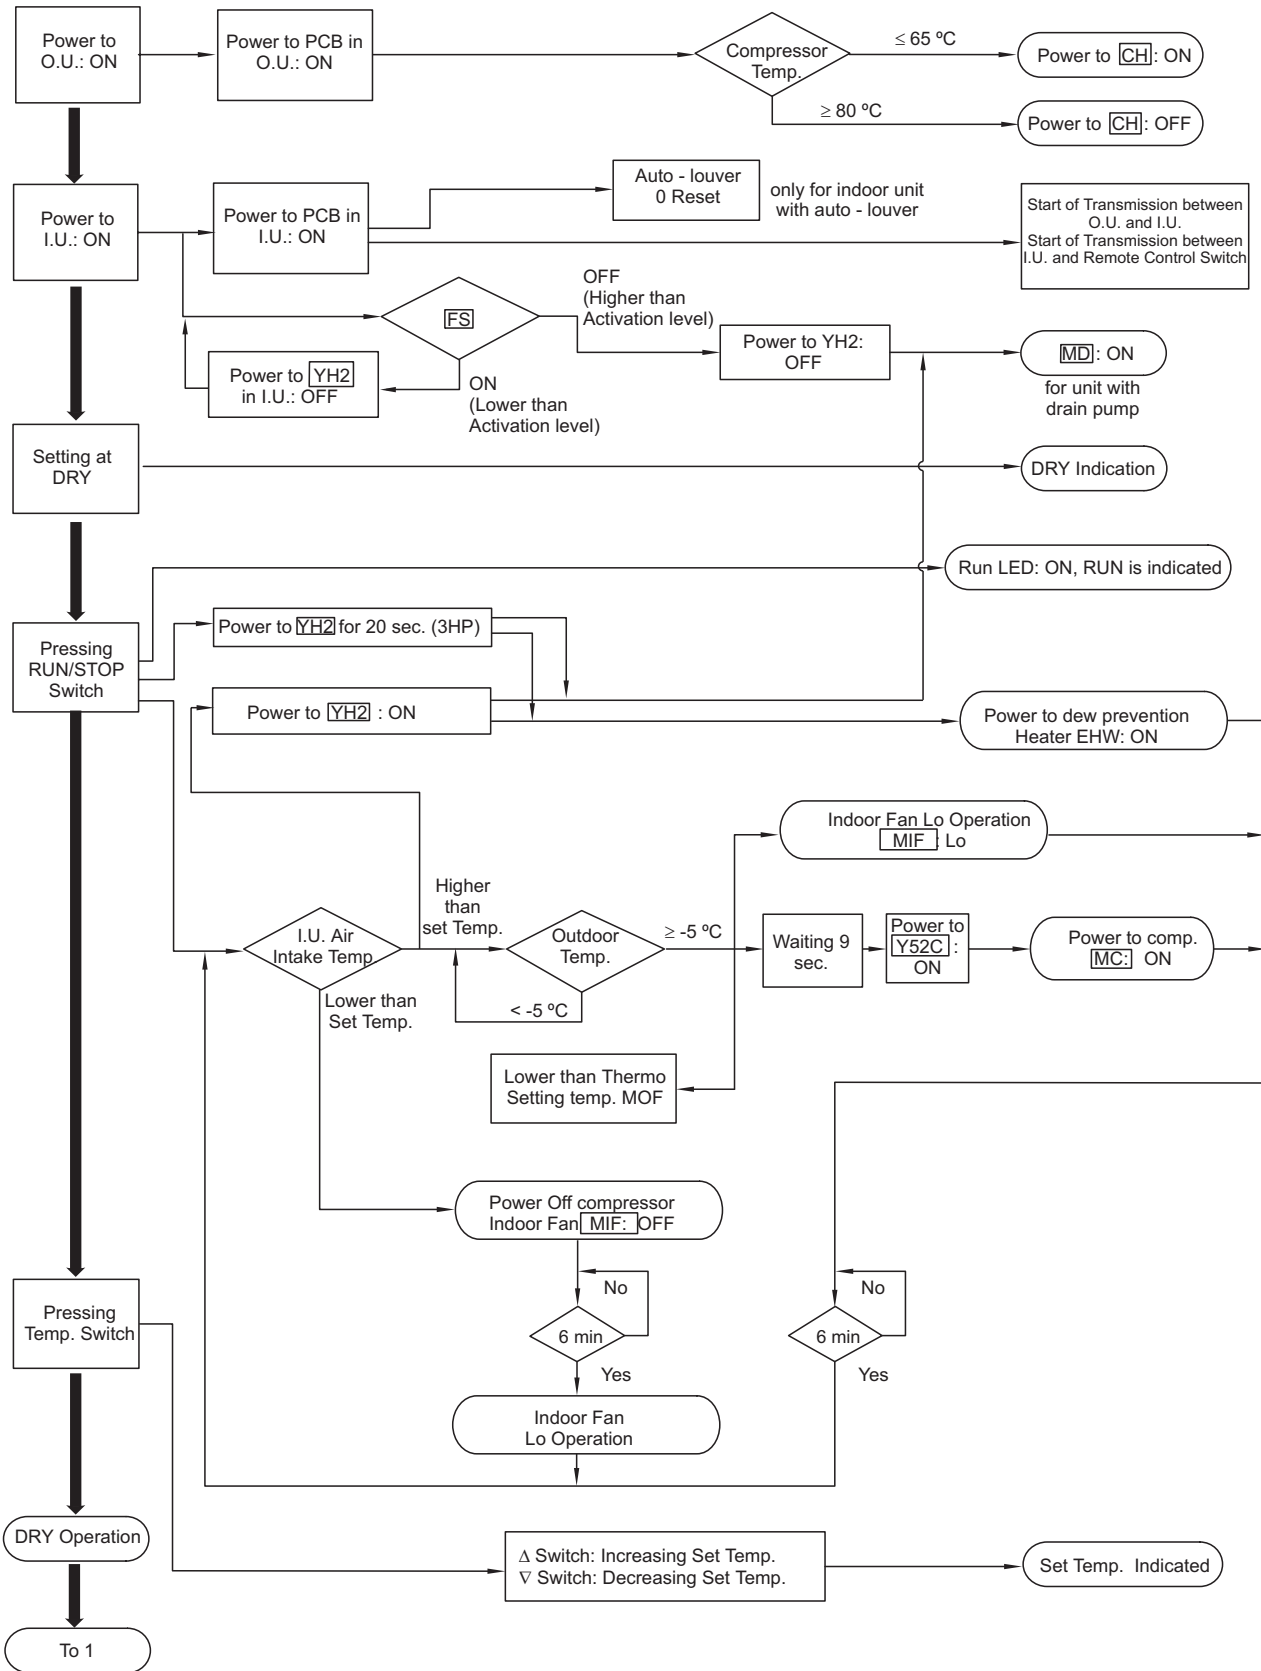 Power to
O.U.: ON
Power to PCB in
O.U.: ON
Compressor
Temp.
≤ 65 ºC
Power to CH : ON
≥ 80 ºC
Power to CH : OFF
Power to
I.U.: ON
Power to PCB in
I.U.: ON
Auto - louver
0 Reset
only for indoor unit
with auto - louver
Start of Transmission between
O.U. and I.U.
Start of Transmission between
I.U. and Remote Control Switch
FS
OFF
(Higher than
Activation level)
Power to YH2:
OFF
MD : ON
for unit with
drain pump
Power to YH2
in I.U.: OFF
ON
(Lower than
Activation level)
Setting at
DRY
DRY Indication
Run LED: ON, RUN is indicated
Pressing
RUN/STOP
Switch
Power to YH2 for 20 sec. (3HP)
Power to YH2 : ON
Power to dew prevention
Heater EHW: ON
Indoor Fan Lo Operation
MIF : Lo
I.U. Air
Intake Temp
Higher
than
set Temp.
Lower than
Set Temp.
Outdoor
Temp.
≥ -5 ºC
< -5 ºC
Waiting 9
sec.
Power to
Y52C :
ON
Power to comp.
MC: ON
Lower than Thermo
Setting temp. MOF
Power Off compressor
Indoor Fan MIF: OFF
No
6 min
Yes
No
6 min
Yes
Indoor Fan
Lo Operation
Pressing
Temp. Switch
DRY Operation
Δ Switch: Increasing Set Temp.
∇ Switch: Decreasing Set Temp.
Set Temp. Indicated
To 1